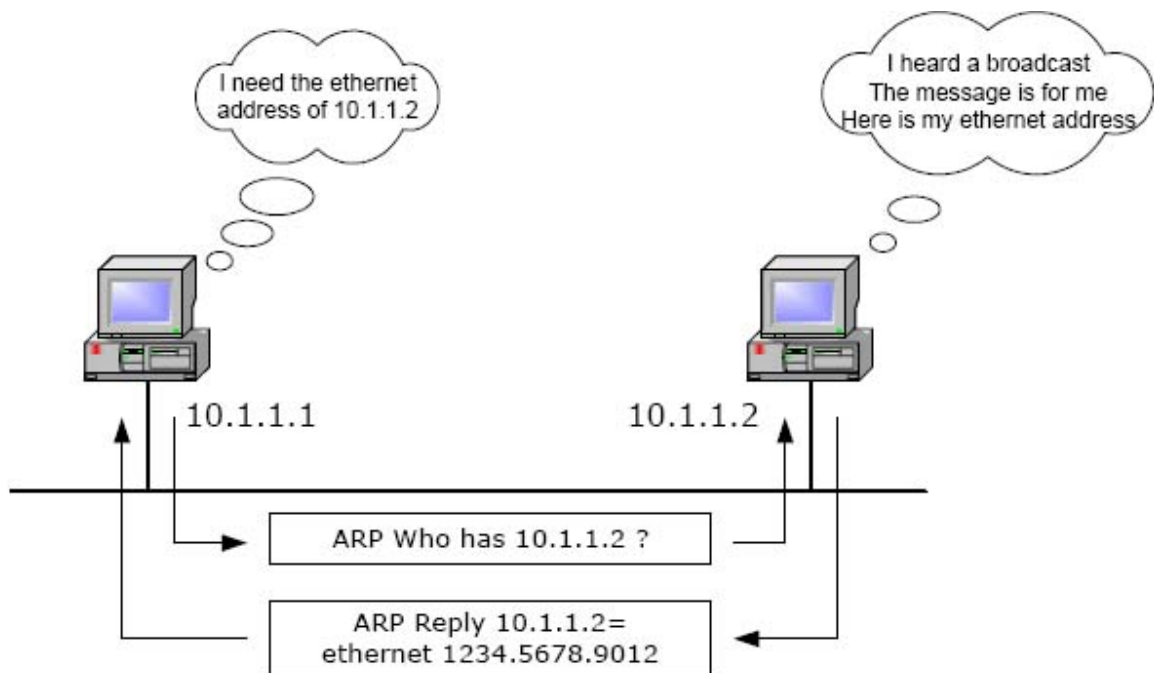 I need the ethernet
address of 10.1.1.2
I heard a broadcast
The message is for me
Here is my ethernet address
10.1.1.1
10.1.1.2
ARP Who has 10.1.1.2 ?
ARP Reply 10.1.1.2=
ethernet 1234.5678.9012